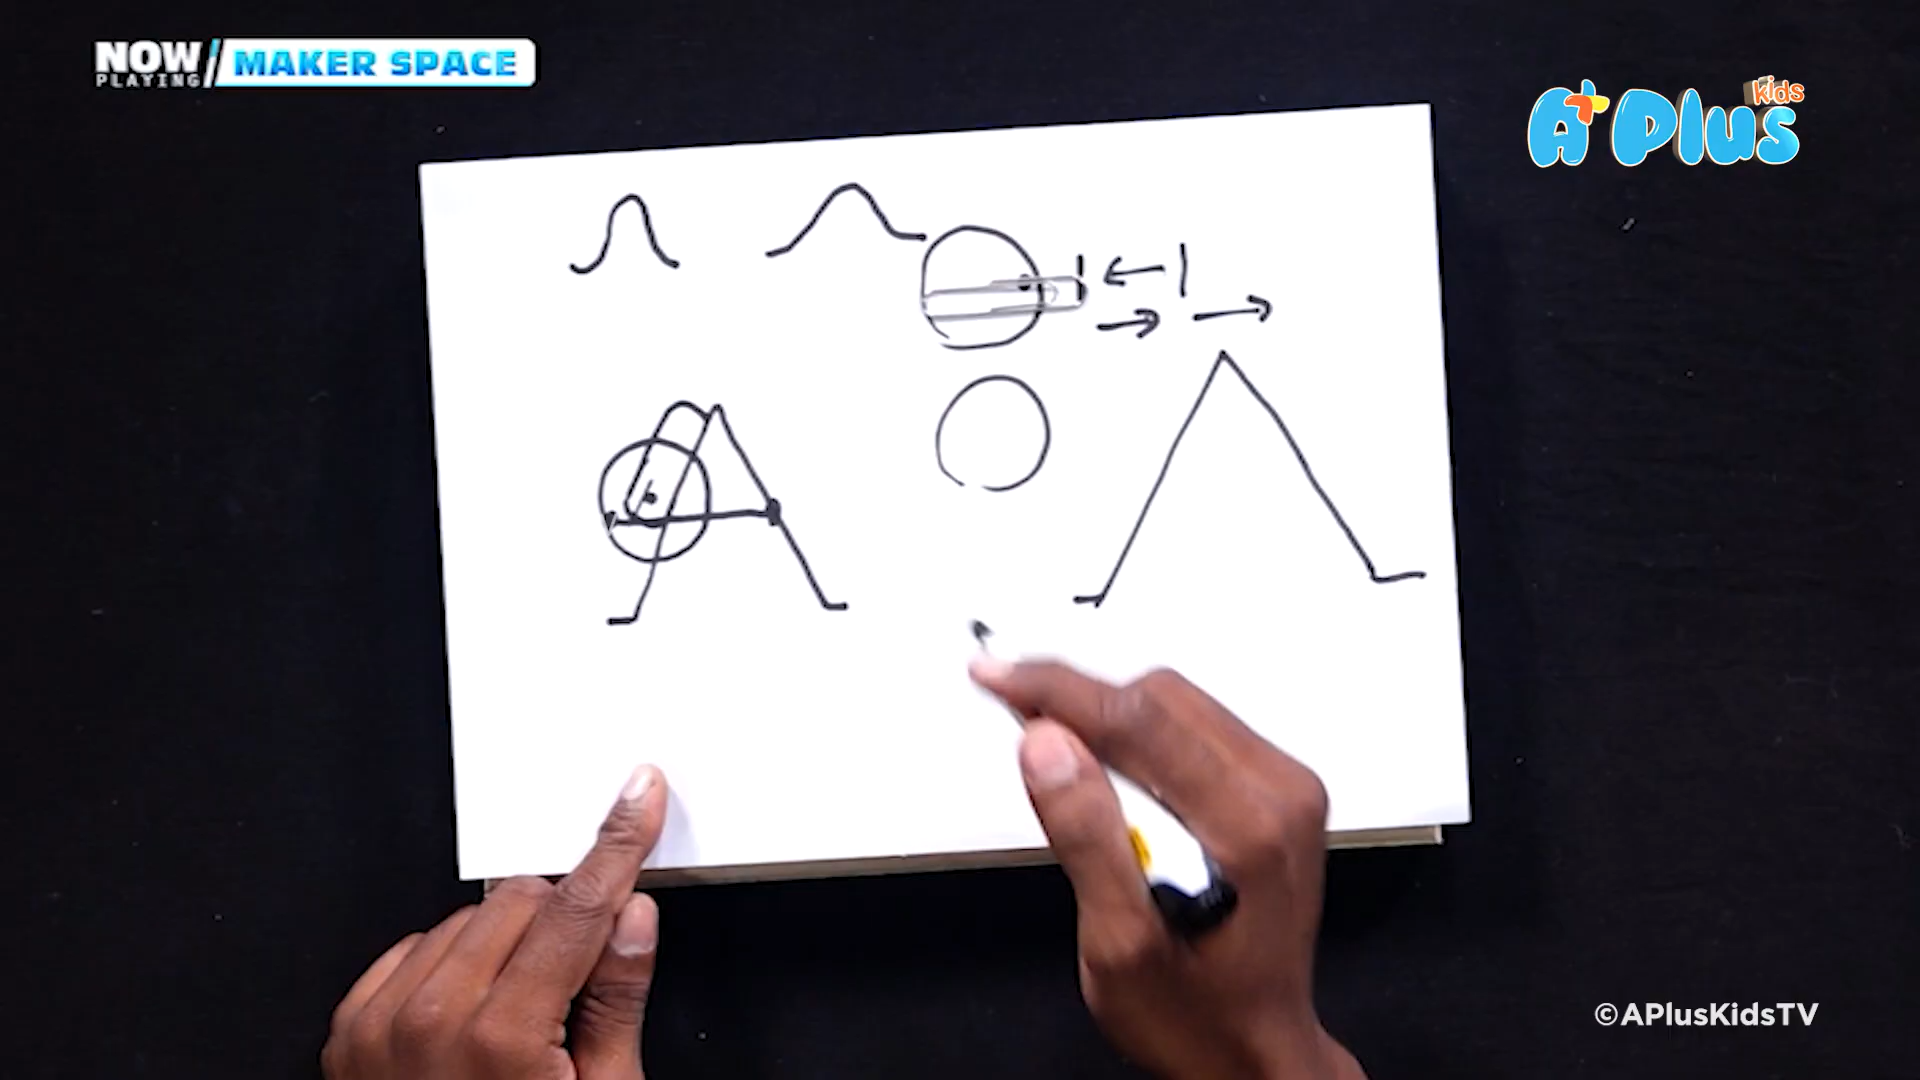 NOW
PLAYING
MAKER SPACE
A+ Plus
kids
©APlusKidsTV